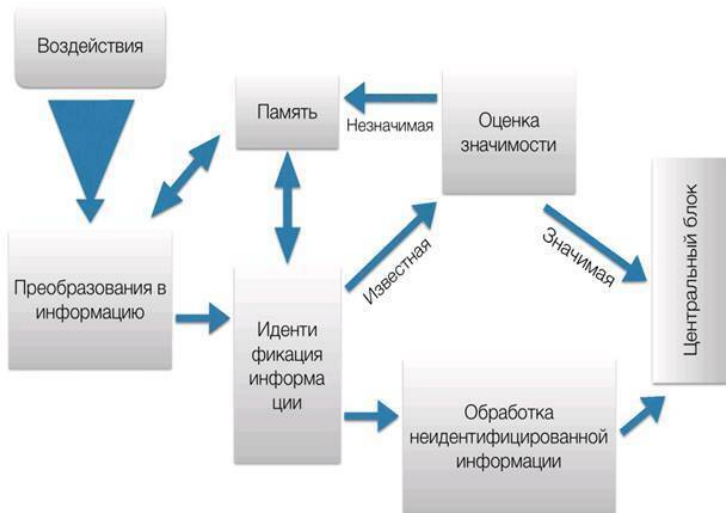 Воздействия
Память
Незначимая
Оценка
значимости
Преобразования в
информацию
Иденти
фикация
информа
ции
Известная
Значимая
Центральный блок
Обработка
неидентифицированной
информации